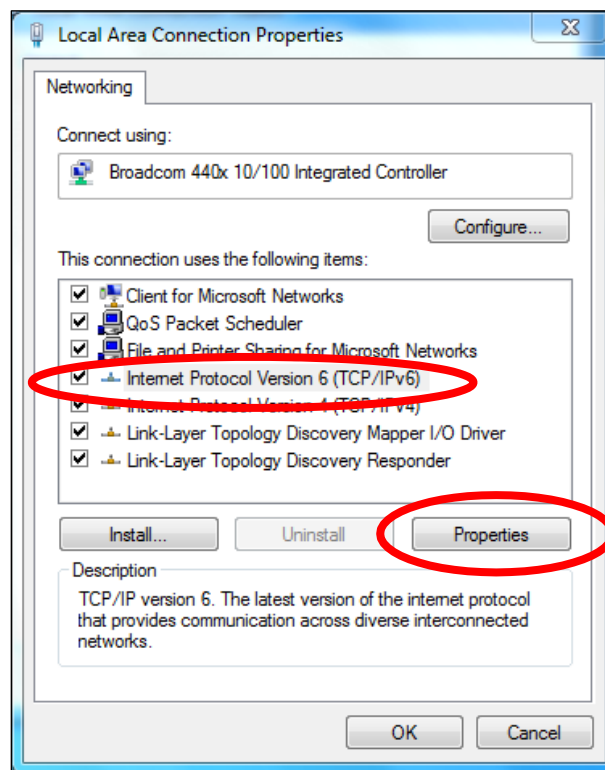 Local Area Connection Properties
Networking
Connect using:
Broadcom 440x 10/100 Integrated Controller
Configure...
This connection uses the following items:
Client for Microsoft Networks
QoS Packet Scheduler
File and Printer Sharing for Microsoft Networks
Internet Protocol Version 6 (TCP/IPv6)
Internet Protocol Version 4 (TCP/IPv4)
Link-Layer Topology Discovery Mapper I/O Driver
Link-Layer Topology Discovery Responder
Install... Uninstall Properties
Description
TCP/IP version 6. The latest version of the internet protocol
that provides communication across diverse interconnected
networks.
OK Cancel